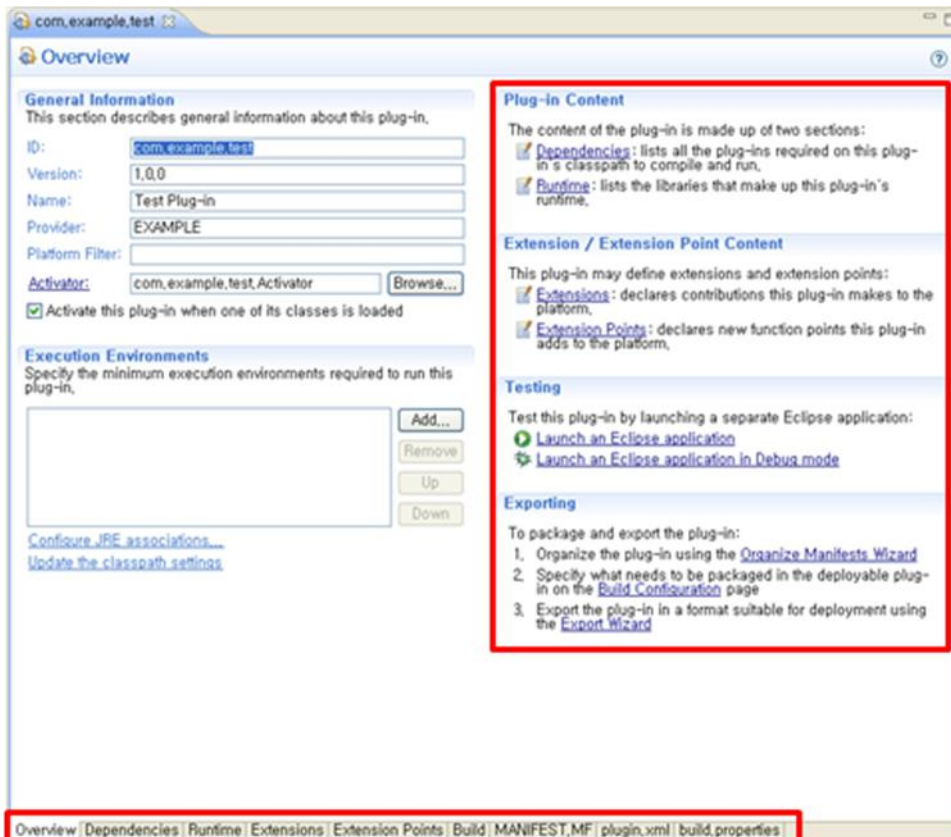 com.example.test
Overview
General Information
This section describes general information about this plug-in.
ID: com.example.test
Version: 1.0.0
Name: Test Plug-in
Provider: EXAMPLE
Platform Filter:
Activator: com.example.test.Activator Browse...
Activate this plug-in when one of its classes is loaded
Execution Environments
Specify the minimum execution environments required to run this
plug-in.
Add...
Remove
Up
Down
Configure JRE associations...
Update the classpath settings
Plug-in Content
The content of the plug-in is made up of two sections:
Dependencies: lists all the plug-ins required on this plug-
in's classpath to compile and run.
Runtime: lists the libraries that make up this plug-in's
runtime.
Extension / Extension Point Content
This plug-in may define extensions and extension points:
Extensions: declares contributions this plug-in makes to the
platform.
Extension Points: declares new function points this plug-in
adds to the platform.
Testing
Test this plug-in by launching a separate Eclipse application:
Launch an Eclipse application
Launch an Eclipse application in Debug mode
Exporting
To package and export the plug-in:
1. Organize the plug-in using the Organize Manifests Wizard
2. Specify what needs to be packaged in the deployable plug-
in on the Build Configuration page
3. Export the plug-in in a format suitable for deployment using
the Export Wizard
Overview Dependencies Runtime Extensions Extension Points Build MANIFEST.MF plugin.xml build.properties